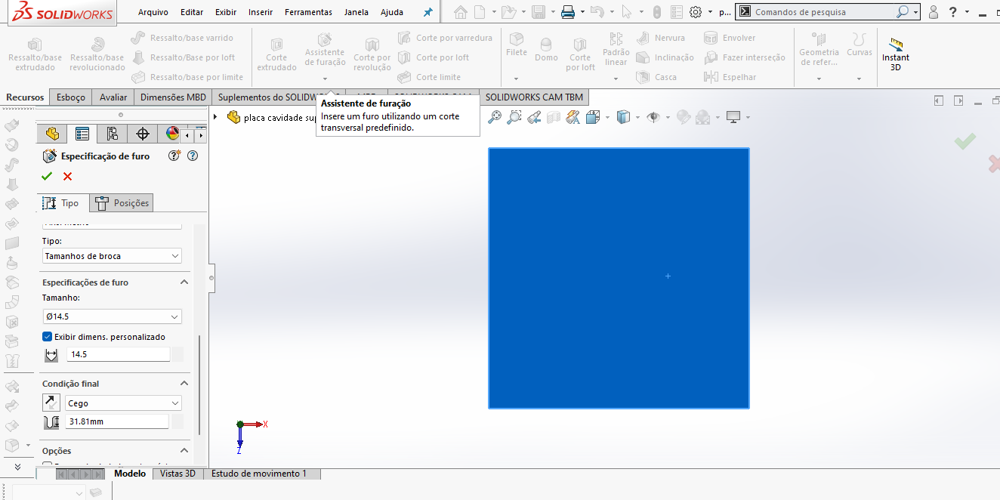 SOLIDWORKS
Arquivo Editar Exibir Inserir Ferramentas Janela Ajuda
p... Comandos de pesquisa ?
Ressalto/base extrudado
Ressalto/base revolucionado
Ressalto/base varrido
Ressalto/Base por loft
Ressalto/base por limite
Corte extrudado
Assistente de furação
Corte por revolução
Corte por varredura
Corte por loft
Corte limite
Filete
Domo
Corte por loft
Padrão linear
Nervura
Inclinação
Casca
Envolver
Fazer interseção
Espelhar
Geometria de refer...
Curvas
Instant 3D
Recursos Esboço Avaliar Dimensões MBD Suplementos do SOLIDW SOLIDWORKS CAM TBM
Assistente de furação
Insere um furo utilizando um corte
transversal predefinido.
placa cavidade sup
Especificação de furo
Tipo Posições
Tipo:
Tamanhos de broca
Especificações de furo
Tamanho:
Ø14.5
Exibir dimens. personalizado
14.5
Condição final
Cego
31.81mm
Opções
X
Z
Modelo Vistas 3D Estudo de movimento 1